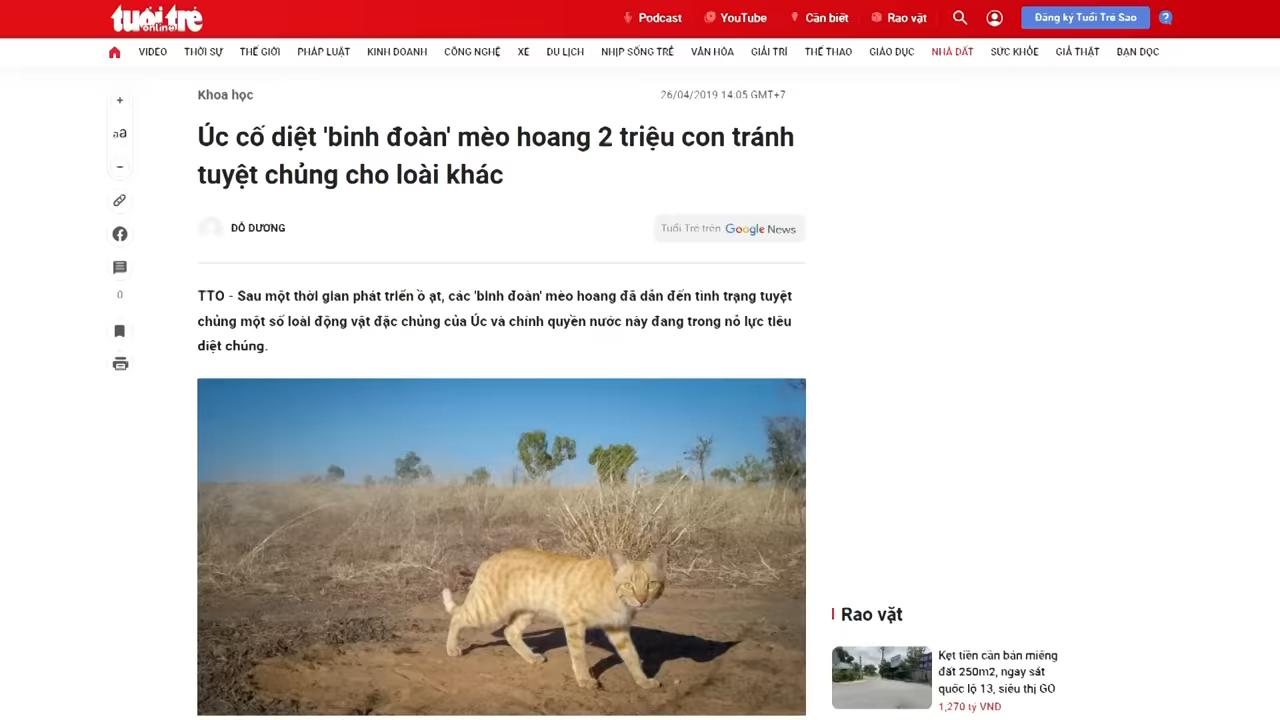 tuổi trẻ
online
Podcast
YouTube
Cần biết
Rao vặt
Đăng ký Tuổi Trẻ Sao
?
VIDEO
THỜI SỰ
THẾ GIỚI
PHÁP LUẬT
KINH DOANH
CÔNG NGHỆ
XE
DU LỊCH
NHỊP SỐNG TRẺ
VĂN HÓA
GIẢI TRÍ
THỂ THAO
GIÁO DỤC
NHÀ ĐẤT
SỨC KHỎE
GIẢ THẬT
BẠN ĐỌC
+
aa
−
0
Khoa học
26/04/2019 14:05 GMT+7
Úc cố diệt 'binh đoàn' mèo hoang 2 triệu con tránh
tuyệt chủng cho loài khác
ĐỖ DƯƠNG
Tuổi Trẻ trên Google News
TTO - Sau một thời gian phát triển ồ ạt, các 'binh đoàn' mèo hoang đã dẫn đến tình trạng tuyệt
chủng một số loài động vật đặc chủng của Úc và chính quyền nước này đang trong nỗ lực tiêu
diệt chúng.
Rao vặt
Kẹt tiền cần bán miếng
đất 250m2, ngay sát
quốc lộ 13, siêu thị GO
1,270 tỷ VND